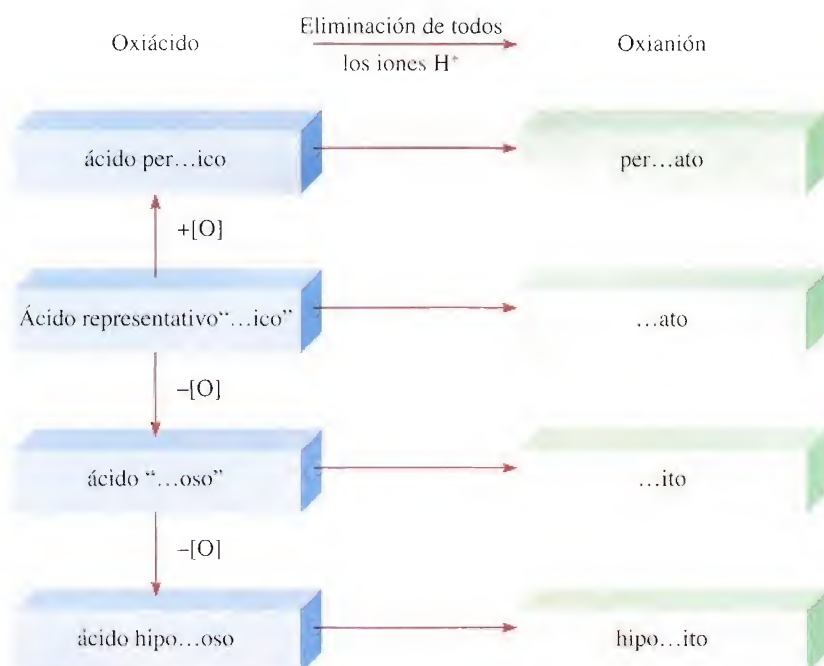 Oxiácido
Eliminación de todos
los iones H⁺
Oxianión
ácido per...ico
per...ato
+[O]
Ácido representativo“...ico”
...ato
–[O]
ácido “...oso”
...ito
–[O]
ácido hipo...oso
hipo...ito